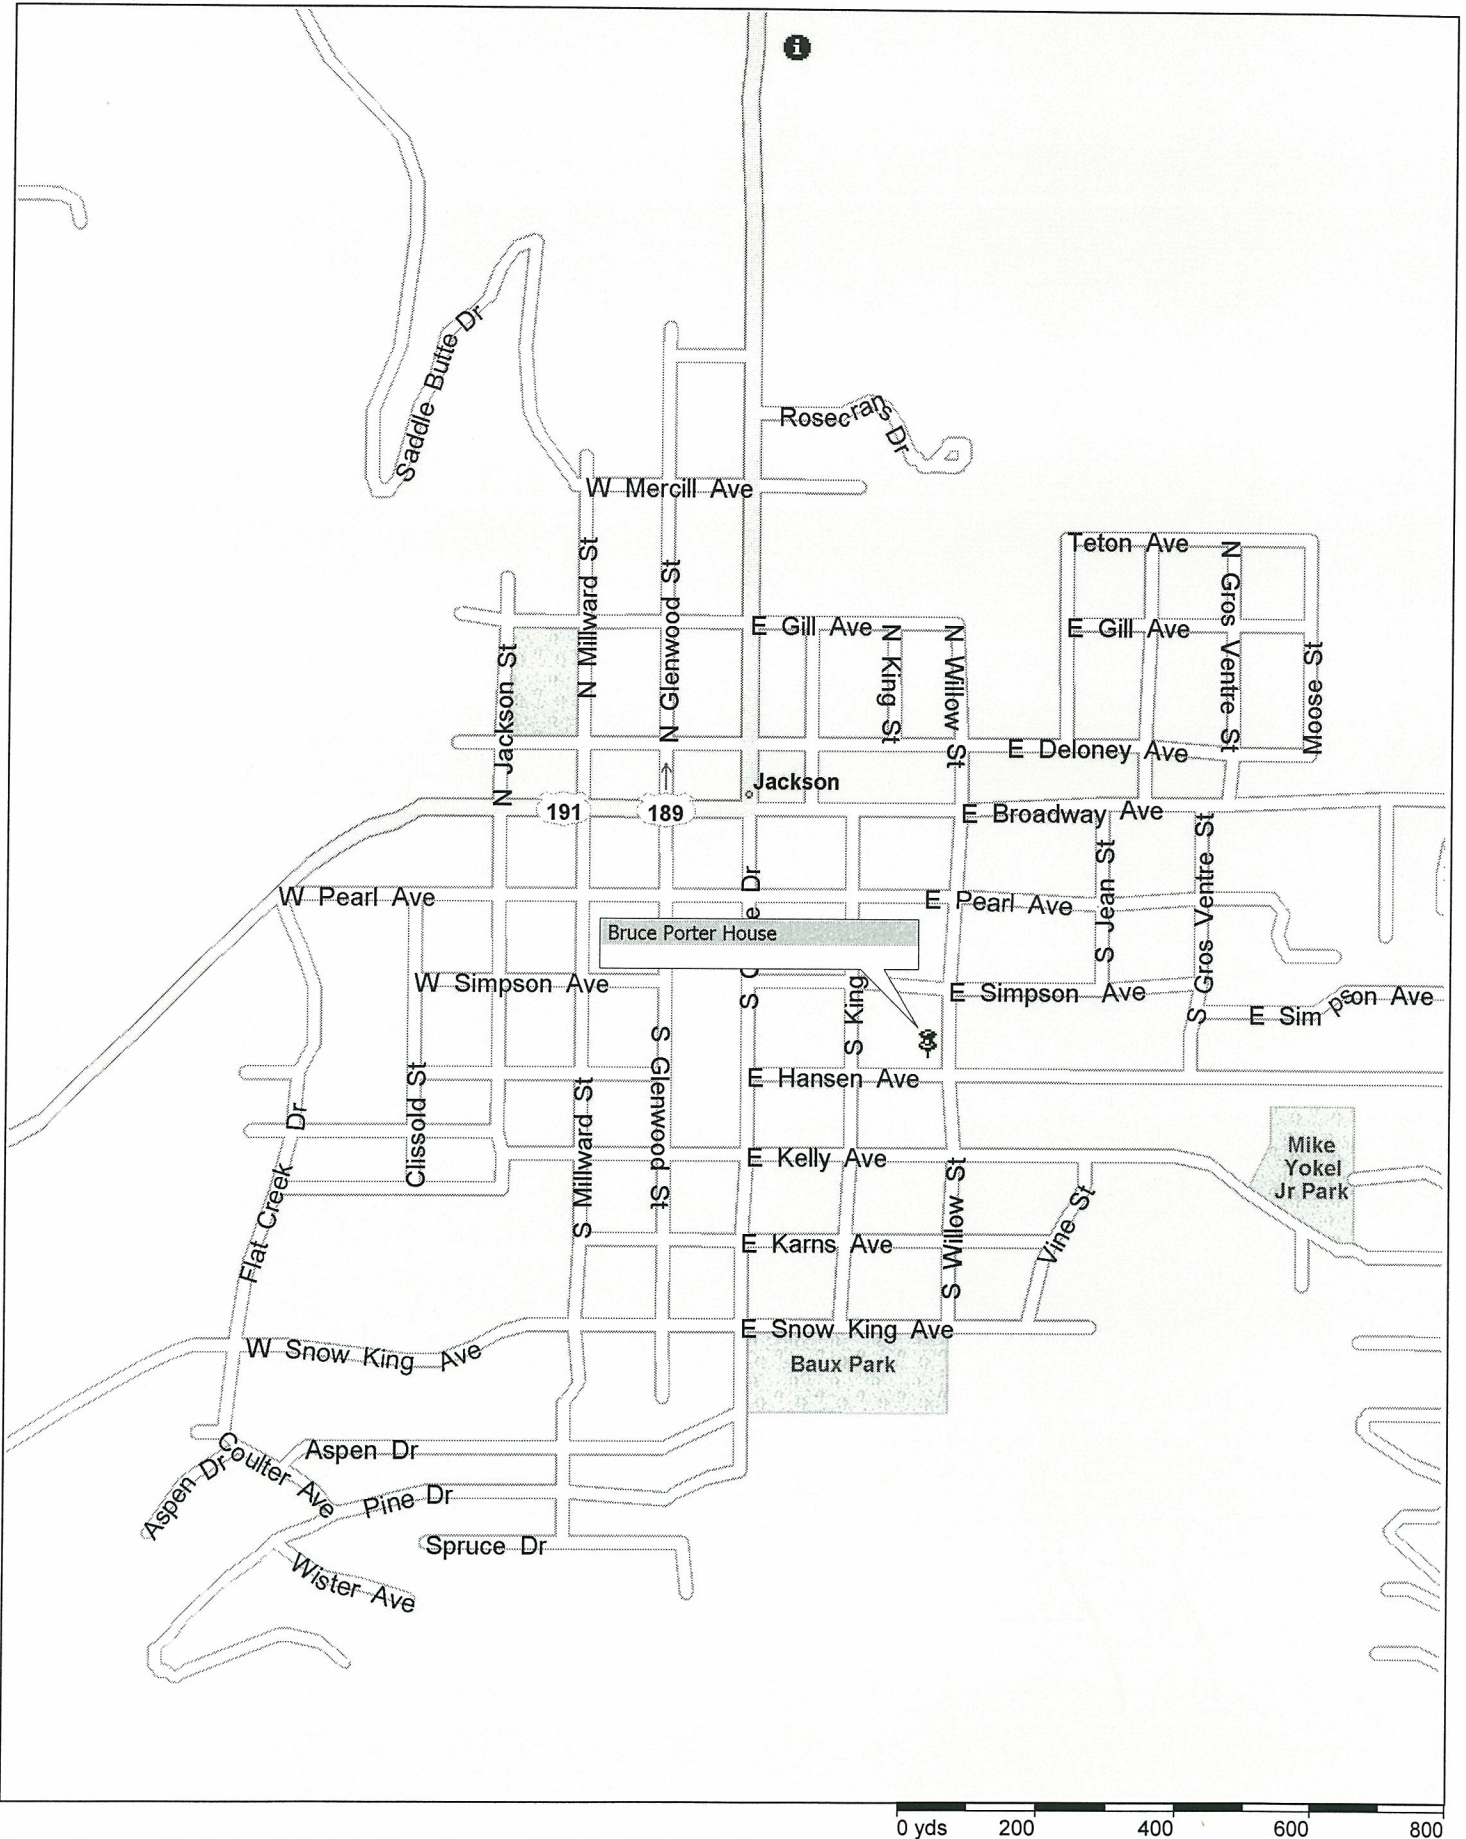 i
Saddle Butte Dr
Rosecrans Dr
W Mercill Ave
N Millward St
N Glenwood St
Teton Ave
N Gros Ventre St
E Gill Ave
E Gill Ave
N King St
N Willow St
N Jackson St
Moose St
E Deloney Ave
Jackson
191
189
E Broadway Ave
W Pearl Ave
E Pearl Ave
S Jean St
S Gros Ventre St
Bruce Porter House
W Simpson Ave
E Simpson Ave
E Simpson Ave
S King
S Glenwood St
E Hansen Ave
Clissold St
S Millward St
Flat Creek Dr
E Kelly Ave
Mike
Yokel
Jr Park
S Willow St
Vine St
E Karns Ave
E Snow King Ave
W Snow King Ave
Baux Park
Aspen Dr
Coulter Ave
Aspen Dr
Pine Dr
Spruce Dr
Wister Ave
0 yds 200 400 600 800